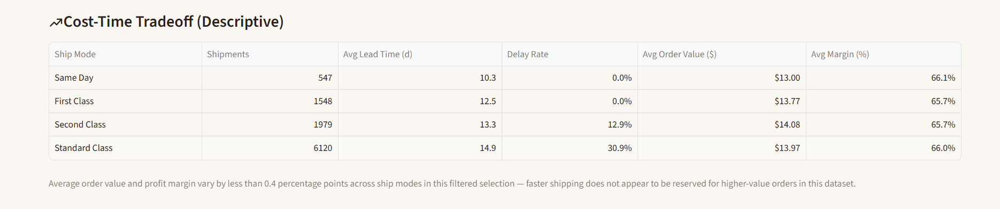 Cost-Time Tradeoff (Descriptive)
Ship Mode Shipments Avg Lead Time (d) Delay Rate Avg Order Value ($) Avg Margin (%)
Same Day 547 10.3 0.0% $13.00 66.1%
First Class 1548 12.5 0.0% $13.77 65.7%
Second Class 1979 13.3 12.9% $14.08 65.7%
Standard Class 6120 14.9 30.9% $13.97 66.0%
Average order value and profit margin vary by less than 0.4 percentage points across ship modes in this filtered selection — faster shipping does not appear to be reserved for higher-value orders in this dataset.